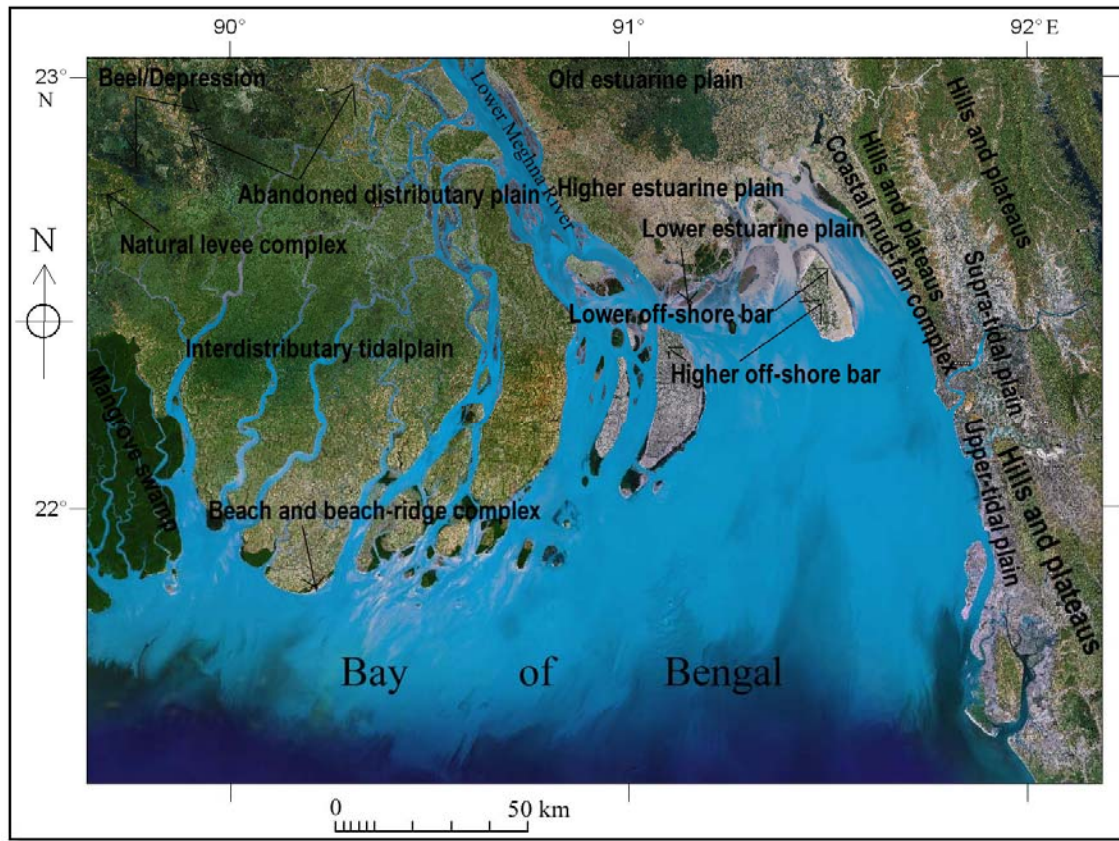 90°
91°
92° E
23°
N
Beel/Depression
Lower Meghna River
Old estuarine plain
Hills and plateaus
Hills and plateaus
Coastal mud-fan complex
Abandoned distributary plain
Higher estuarine plain
Natural levee complex
Lower estuarine plain
N
Supra-tidal plain
Lower off-shore bar
Interdistributary tidalplain
Higher off-shore bar
Mangrove swamp
Upper-tidal plain
Hills and plateaus
22°
Beach and beach-ridge complex
Bay of Bengal
0 50 km